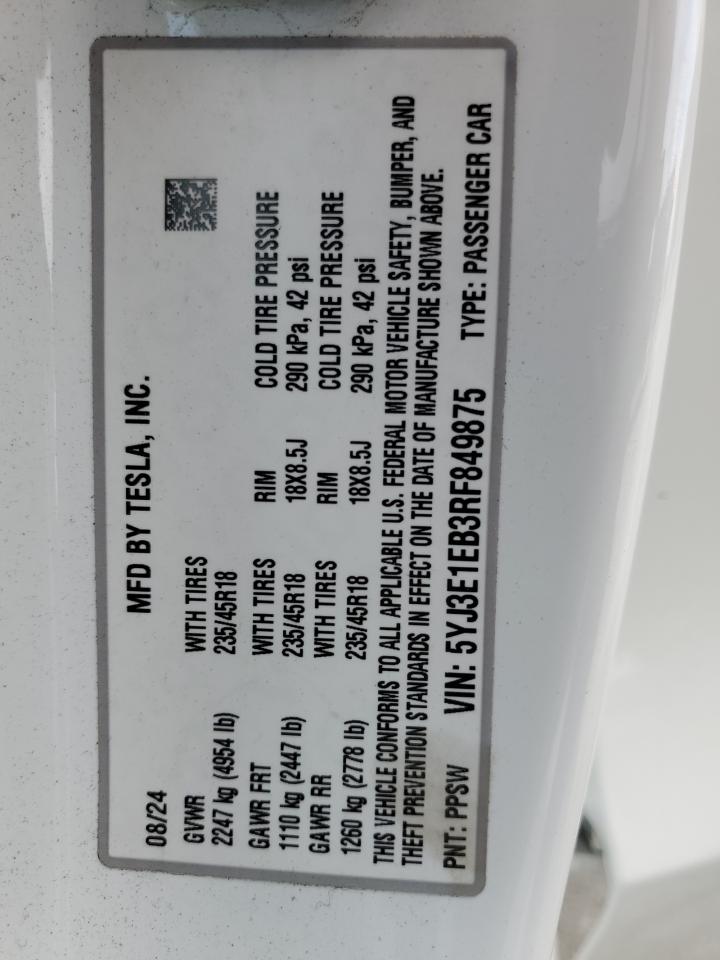 MFD BY TESLA, INC.
08/24
GVWR WITH TIRES
2247 kg (4954 lb) 235/45R18
GAWR FRT WITH TIRES RIM COLD TIRE PRESSURE
1110 kg (2447 lb) 235/45R18 18X8.5J 290 kPa, 42 psi
GAWR RR WITH TIRES RIM COLD TIRE PRESSURE
1260 kg (2778 lb) 235/45R18 18X8.5J 290 kPa, 42 psi
THIS VEHICLE CONFORMS TO ALL APPLICABLE U.S. FEDERAL MOTOR VEHICLE SAFETY, BUMPER, AND
THEFT PREVENTION STANDARDS IN EFFECT ON THE DATE OF MANUFACTURE SHOWN ABOVE.
PNT: PPSW VIN: 5YJ3E1EB3RF849875 TYPE: PASSENGER CAR